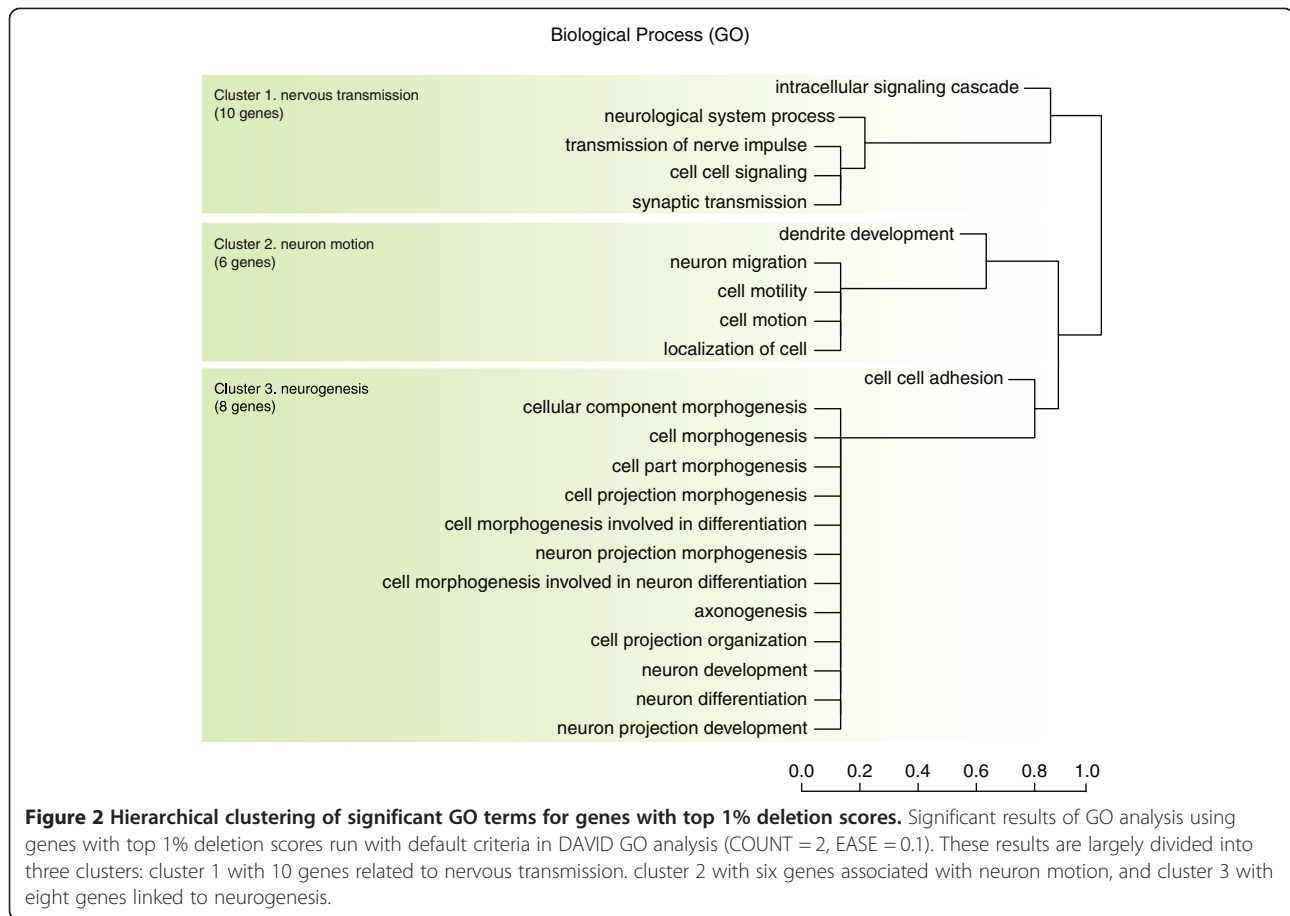 Biological Process (GO)
Cluster 1. nervous transmission
(10 genes)
intracellular signaling cascade
neurological system process
transmission of nerve impulse
cell cell signaling
synaptic transmission
Cluster 2. neuron motion
(6 genes)
dendrite development
neuron migration
cell motility
cell motion
localization of cell
Cluster 3. neurogenesis
(8 genes)
cell cell adhesion
cellular component morphogenesis
cell morphogenesis
cell part morphogenesis
cell projection morphogenesis
cell morphogenesis involved in differentiation
neuron projection morphogenesis
cell morphogenesis involved in neuron differentiation
axonogenesis
cell projection organization
neuron development
neuron differentiation
neuron projection development
0.0 0.2 0.4 0.6 0.8 1.0
Figure 2 Hierarchical clustering of significant GO terms for genes with top 1% deletion scores. Significant results of GO analysis using
genes with top 1% deletion scores run with default criteria in DAVID GO analysis (COUNT = 2, EASE = 0.1). These results are largely divided into
three clusters: cluster 1 with 10 genes related to nervous transmission. cluster 2 with six genes associated with neuron motion, and cluster 3 with
eight genes linked to neurogenesis.